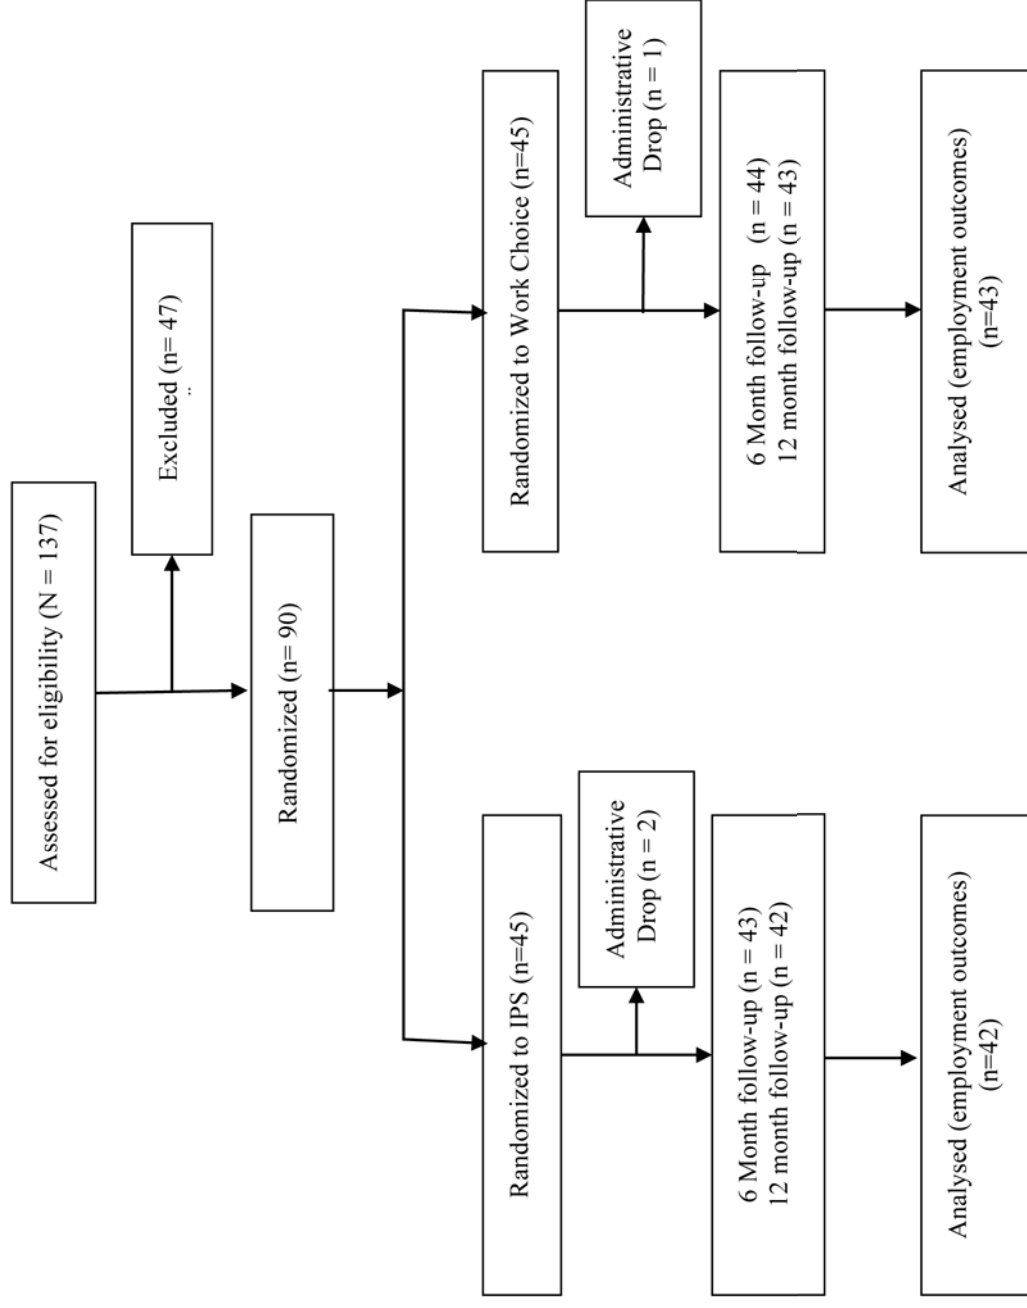 Assessed for eligibility (N = 137)
Excluded (n= 47)
..
Randomized (n= 90)
Randomized to IPS (n=45)
Administrative
Drop (n = 2)
6 Month follow-up (n = 43)
12 month follow-up (n = 42)
Analysed (employment outcomes)
(n=42)
Randomized to Work Choice (n=45)
Administrative
Drop (n = 1)
6 Month follow-up (n = 44)
12 month follow-up (n = 43)
Analysed (employment outcomes)
(n=43)